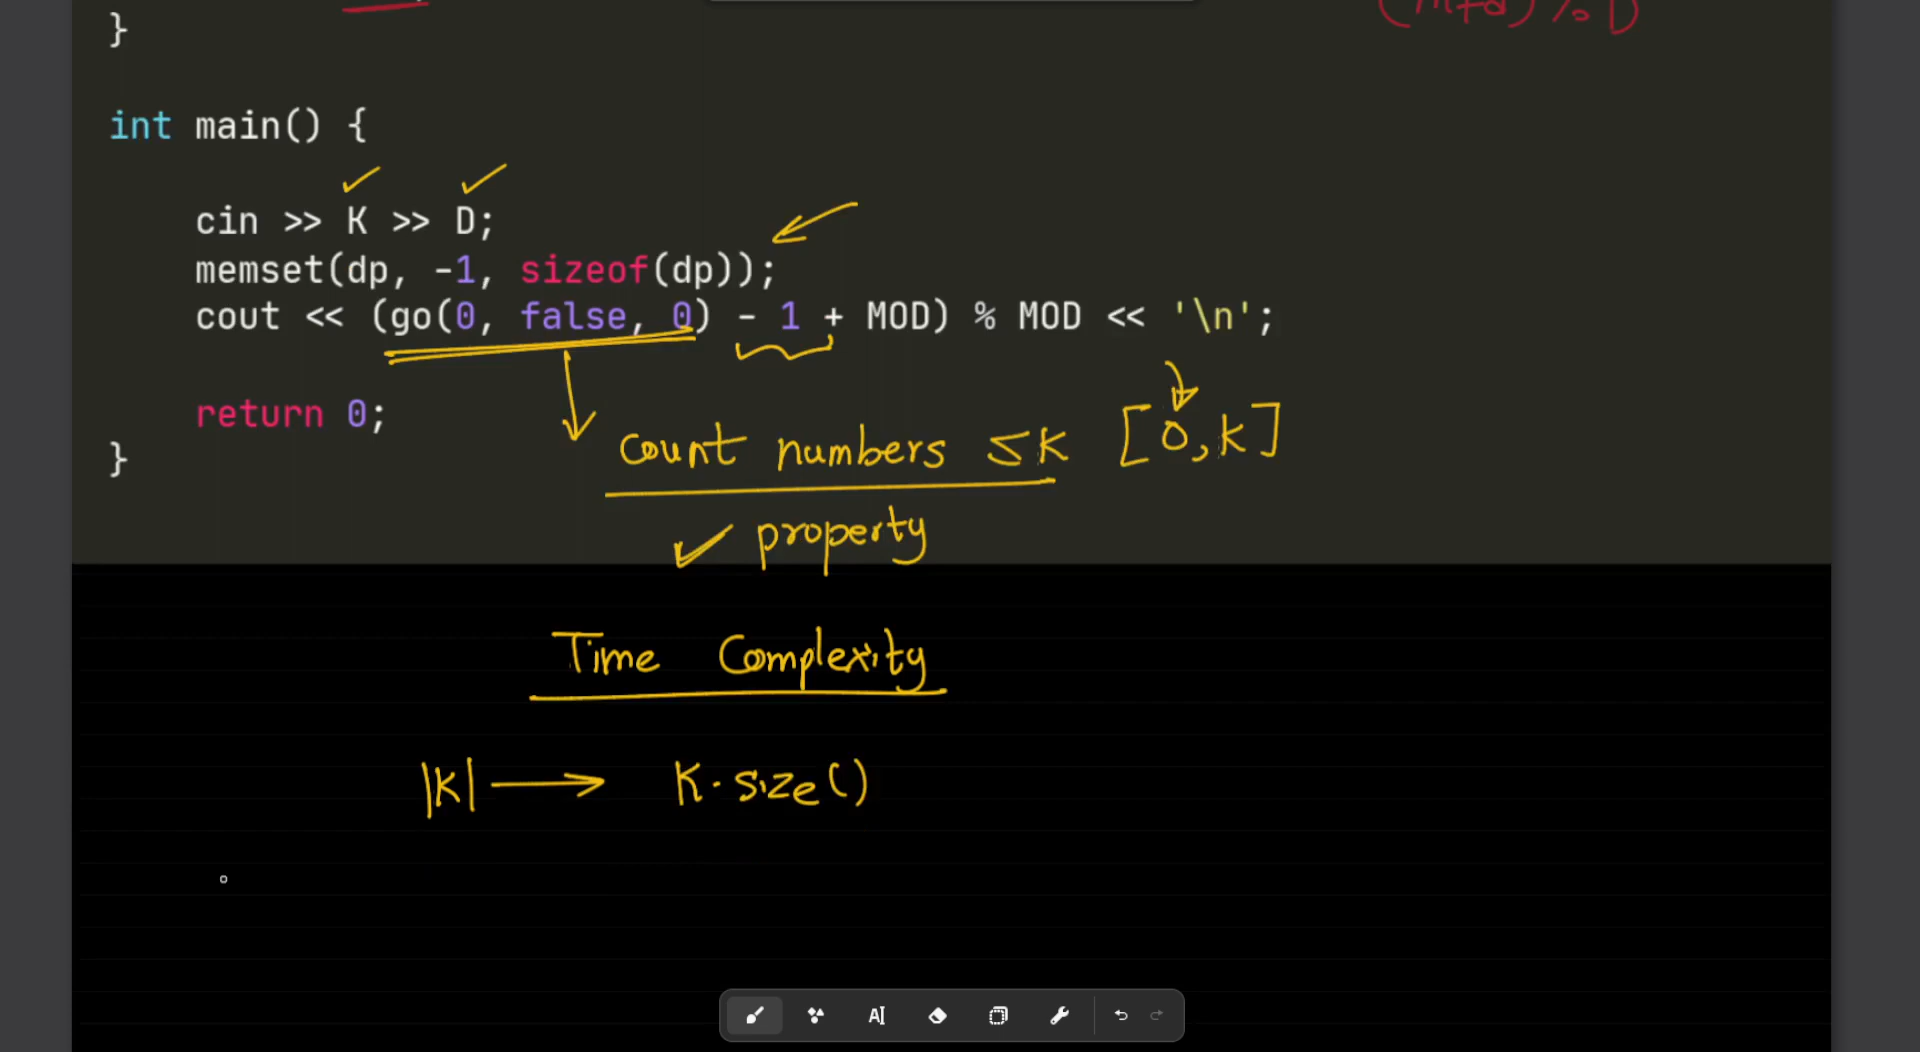 (m+d) % D
}
int main() {
cin >> K >> D;
memset(dp, -1, sizeof(dp));
cout << (go(0, false, 0) - 1 + MOD) % MOD << '\n';
return 0;
}
Count numbers ≤ K [0, K]
property
Time Complexity
|K| → K.size()
AI